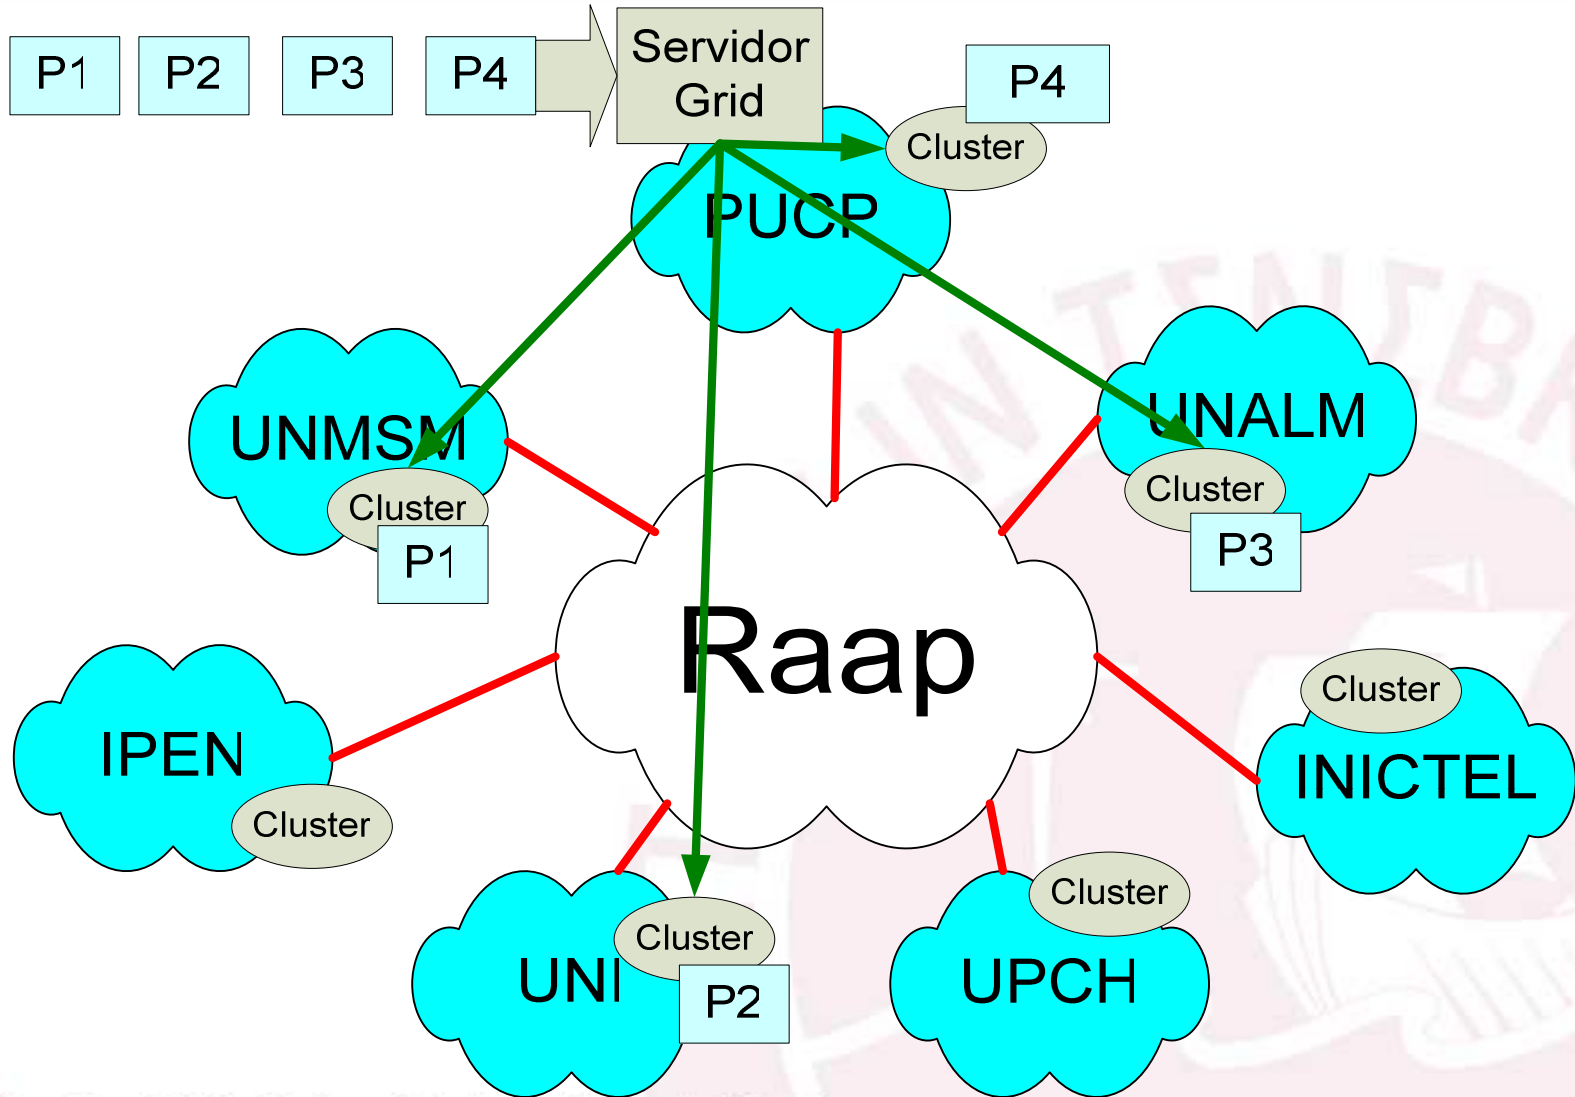 P1 P2 P3 P4
Servidor
Grid
P4
Cluster
PUCP
UNMSM
Cluster
P1
UNALM
Cluster
P3
Raap
IPEN
Cluster
Cluster
INICTEL
UNI
Cluster
P2
Cluster
UPCH